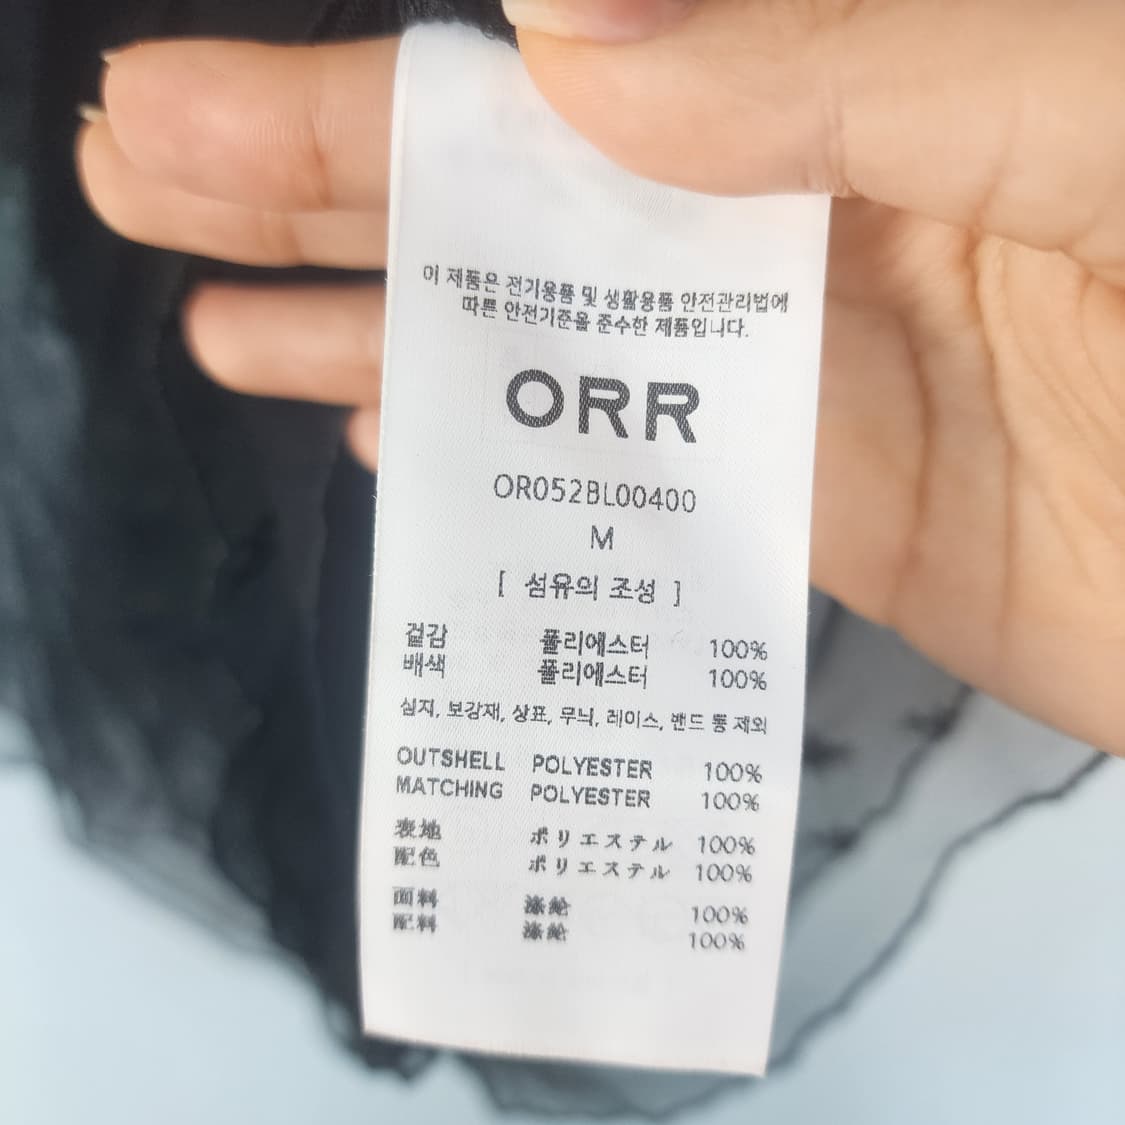 이 제품은 전기용품 및 생활용품 안전관리법에
따른 안전기준을 준수한 제품입니다.
ORR
OR052BL00400
M
[ 섬유의 조성 ]
겉감 폴리에스터 100%
배색 폴리에스터 100%
심지, 보강재, 상표, 무늬, 레이스, 밴드 등 제외
OUTSHELL POLYESTER 100%
MATCHING POLYESTER 100%
表地 ポリエステル 100%
配色 ポリエステル 100%
面料 涤纶 100%
配料 涤纶 100%